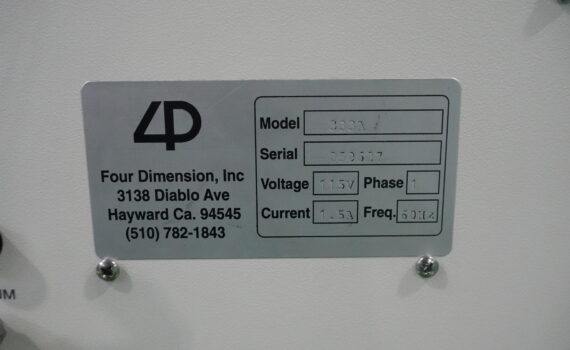 4D
Four Dimension, Inc
3138 Diablo Ave
Hayward Ca. 94545
(510) 782-1843
Model
Serial
Voltage 115V Phase 1
Current 1.5A Freq. 60Hz